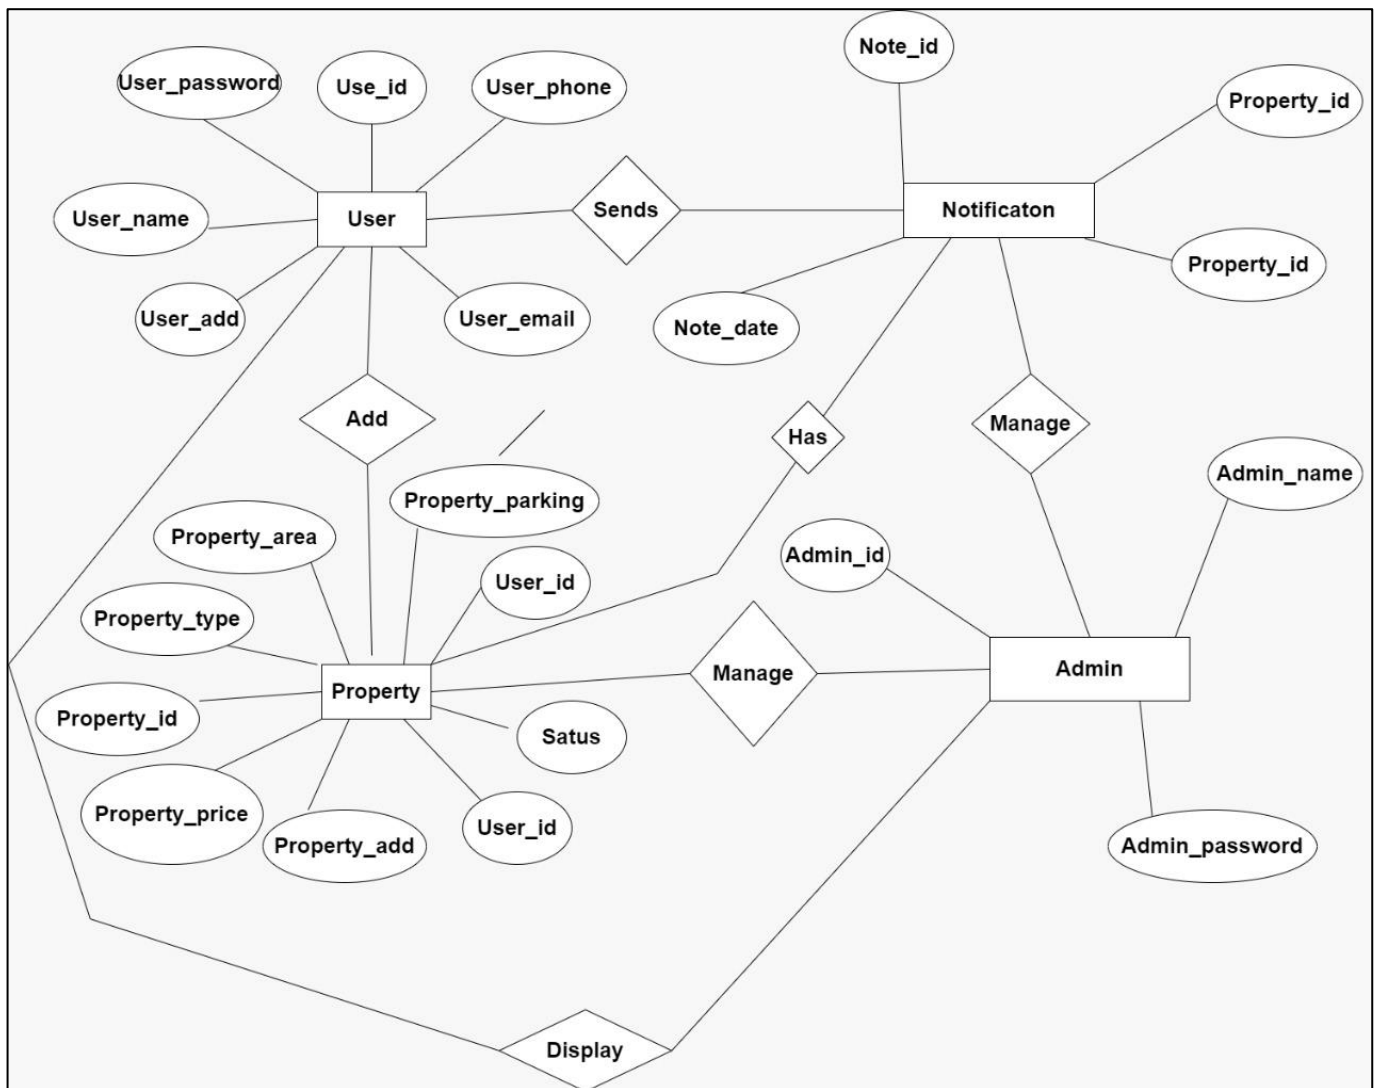 Note_id
User_password
Use_id
User_phone
Property_id
User_name
User
Sends
Notificaton
Property_id
User_add
User_email
Note_date
Add
Has
Manage
Admin_name
Property_parking
Property_area
Admin_id
User_id
Property_type
Property
Manage
Admin
Property_id
Satus
Property_price
User_id
Property_add
Admin_password
Display